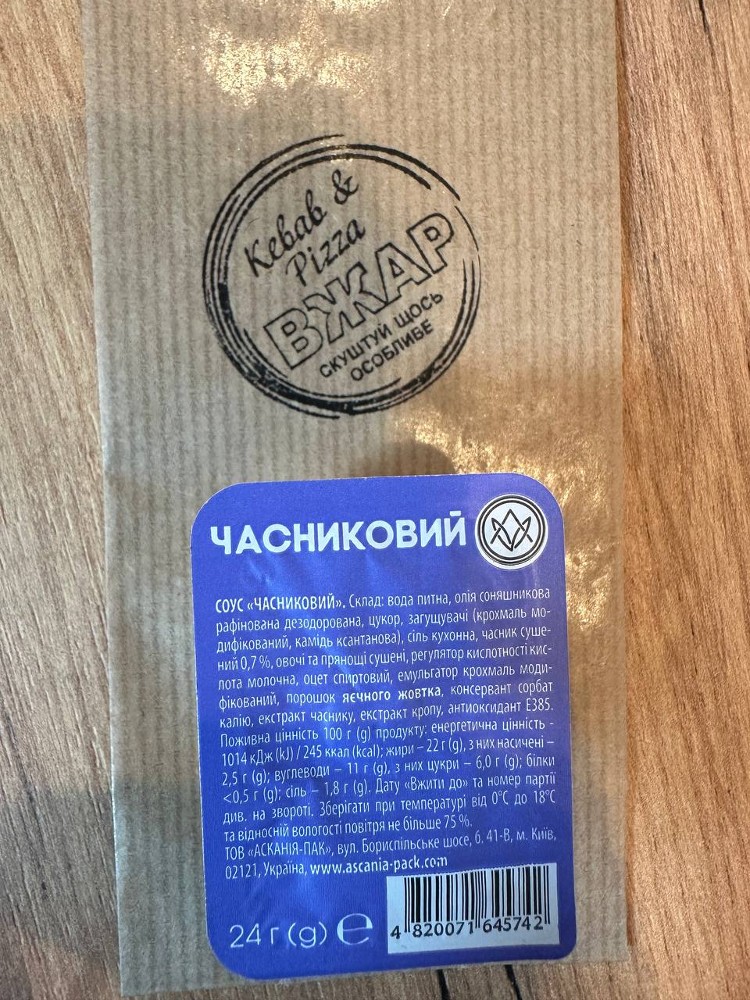 Kebab &
Pizza
ВЖАР
СКУШТУЙ ЩОСЬ
ОСОБЛИВЕ
ЧАСНИКОВИЙ
СОУС «ЧАСНИКОВИЙ». Склад: вода питна, олія соняшникова
рафінована дезодорована, цукор, загущувачі (крохмаль мо-
дифікований, камідь ксантанова), сіль кухонна, часник суше-
ний 0,7 %, овочі та прянощі сушені, регулятор кислотності кис-
лота молочна, оцет спиртовий, емульгатор крохмаль моди-
фікований, порошок яєчного жовтка, консервант сорбат
калію, екстракт часнику, екстракт кропу, антиоксидант Е385.
Поживна цінність 100 г (g) продукту: енергетична цінність -
1014 кДж (kJ) / 245 ккал (kcal); жири – 22 г (g), з них насичені –
2,5 г (g); вуглеводи – 11 г (g), з них цукри – 6,0 г (g); білки
<0,5 г (g); сіль – 1,8 г (g). Дату «Вжити до» та номер партії
див. на звороті. Зберігати при температурі від 0°С до 18°С
та відносній вологості повітря не більше 75 %.
ТОВ «АСКАНІЯ-ПАК», вул. Бориспільське шосе, б. 41-В, м. Київ,
02121, Україна, www.ascania-pack.com
24 г (g) e
4 820071 645742